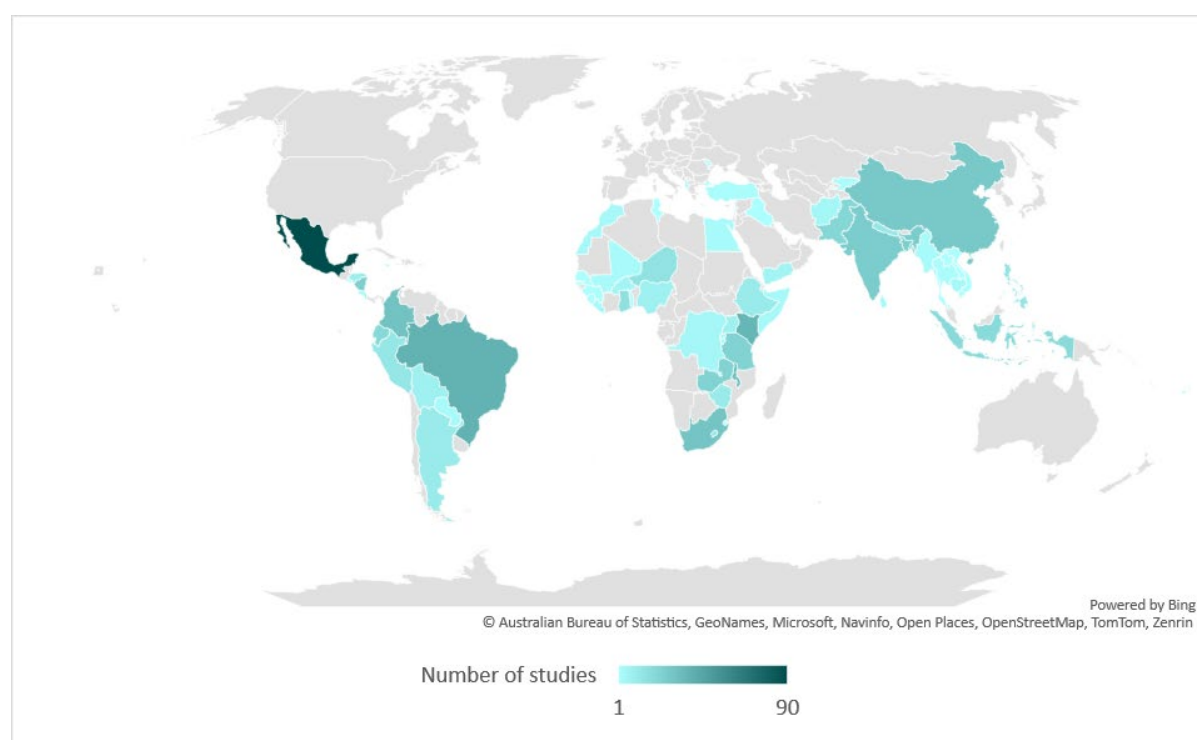 Powered by Bing
© Australian Bureau of Statistics, GeoNames, Microsoft, Navinfo, Open Places, OpenStreetMap, TomTom, Zenrin
Number of studies
1 90